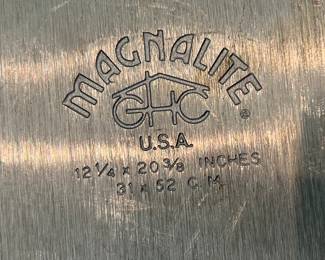 MAGNALITE
GHC
®
U.S.A.
12 1/4 X 20 3/8 INCHES
31 X 52 C.M.